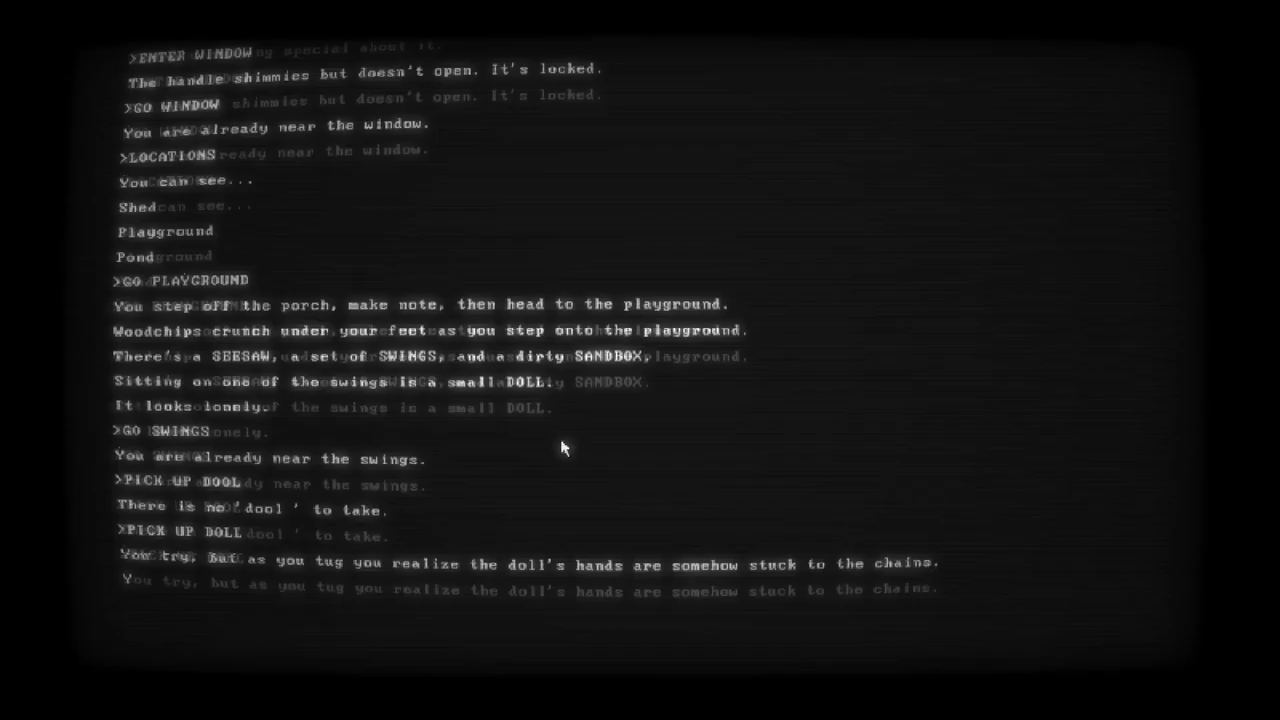 >ENTER WINDOW
The handle shimmies but doesn't open. It's locked.
>GO WINDOW
You are already near the window.
>LOCATIONS
You can see...
Shed
Playground
Pond
>GO PLAYGROUND
You step off the porch, make note, then head to the playground.
Woodchips crunch under your feet as you step onto the playground.
There's a SEESAW, a set of SWINGS, and a dirty SANDBOX.
Sitting on one of the swings is a small DOLL.
It looks lonely.
>GO SWINGS
You are already near the swings.
>PICK UP DOOL
There is no 'dool ' to take.
>PICK UP DOLL
You try, but as you tug you realize the doll's hands are somehow stuck to the chains.